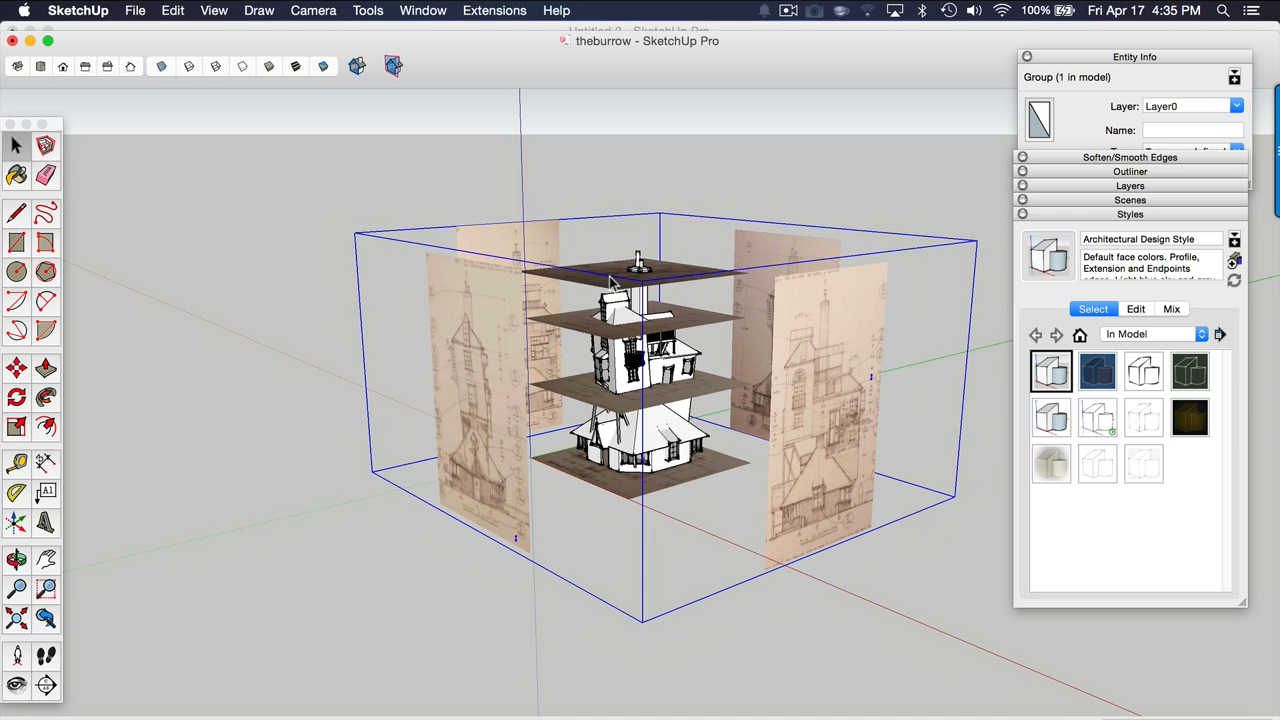 SketchUp File Edit View Draw Camera Tools Window Extensions Help 100% Fri Apr 17 4:35 PM
theburrow - SketchUp Pro
Entity Info
Group (1 in model)
Layer: Layer0
Name:
Soften/Smooth Edges
Outliner
Layers
Scenes
Styles
Architectural Design Style
Default face colors. Profile,
Extension and Endpoints
Select Edit Mix
In Model
A1